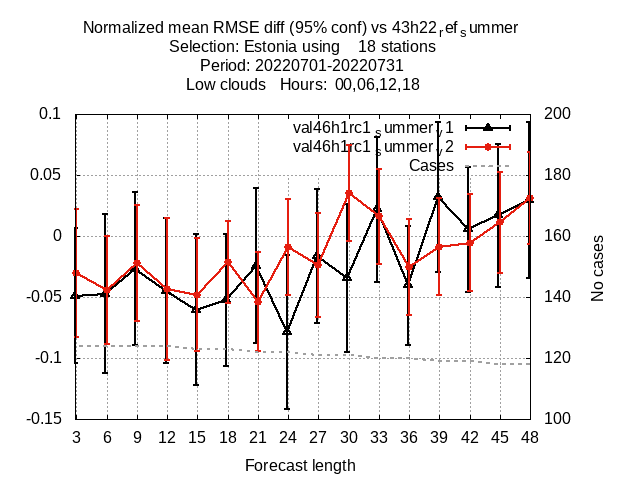 Normalized mean RMSE diff (95% conf) vs 43h22refsummer
Selection: Estonia using 18 stations
Period: 20220701-20220731
Low clouds Hours: 00,06,12,18
0.1 200
val46h1rc1summerv1
val46h1rc1summerv2
Cases
0.05 180
0 160
-0.05 140
-0.1 120
-0.15 100
No cases
3 6 9 12 15 18 21 24 27 30 33 36 39 42 45 48
Forecast length